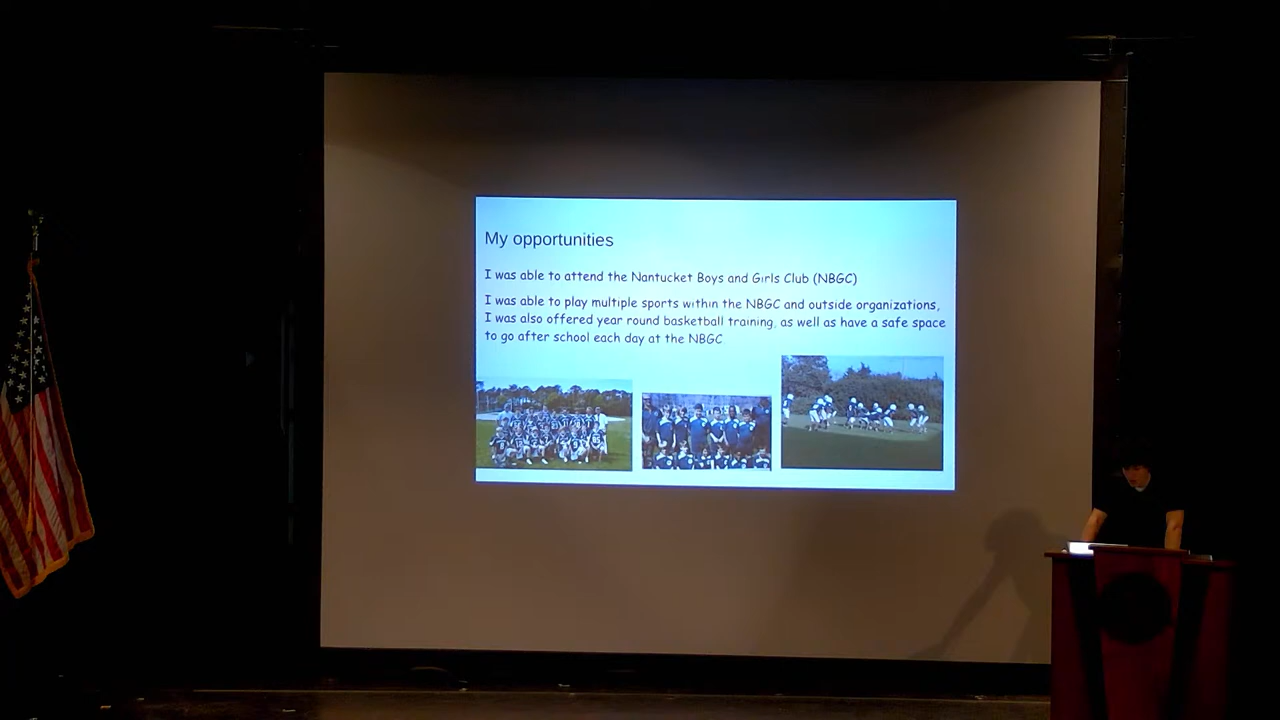 My opportunities
I was able to attend the Nantucket Boys and Girls Club (NBGC)
I was able to play multiple sports within the NBGC and outside organizations,
I was also offered year round basketball training, as well as have a safe space
to go after school each day at the NBGC